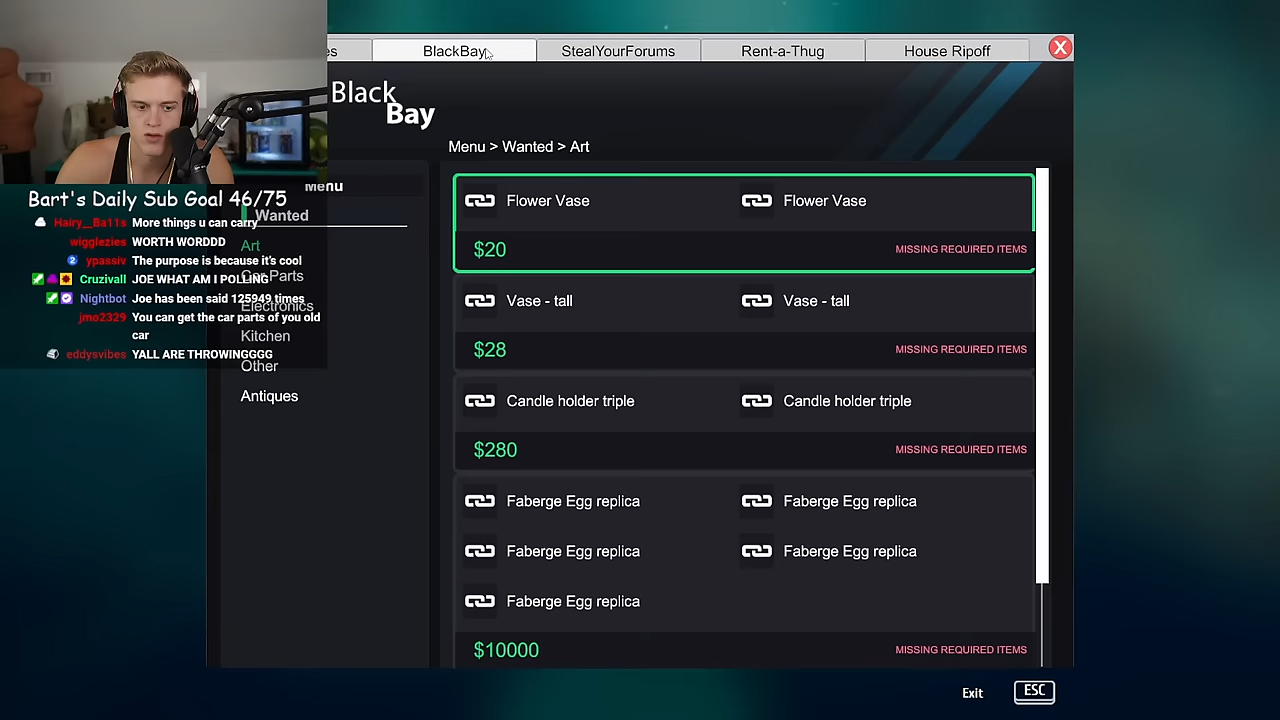 es
BlackBay
StealYourForums
Rent-a-Thug
House Ripoff
X
Black
Bay
Menu > Wanted > Art
Menu
Wanted
Art
Car Parts
Electronics
Kitchen
Other
Antiques
Bart's Daily Sub Goal 46/75
Hairy__Ba11s More things u can carry
wigglezies WORTH WORDDD
ypassiv The purpose is because it's cool
Cruzivall JOE WHAT AM I POLLING
Nightbot Joe has been said 125949 times
jmo2329 You can get the car parts of you old
car
eddysvibes YALL ARE THROWINGGGG
Flower Vase Flower Vase
$20 MISSING REQUIRED ITEMS
Vase - tall Vase - tall
$28 MISSING REQUIRED ITEMS
Candle holder triple Candle holder triple
$280 MISSING REQUIRED ITEMS
Faberge Egg replica Faberge Egg replica
Faberge Egg replica Faberge Egg replica
Faberge Egg replica
$10000 MISSING REQUIRED ITEMS
Exit ESC